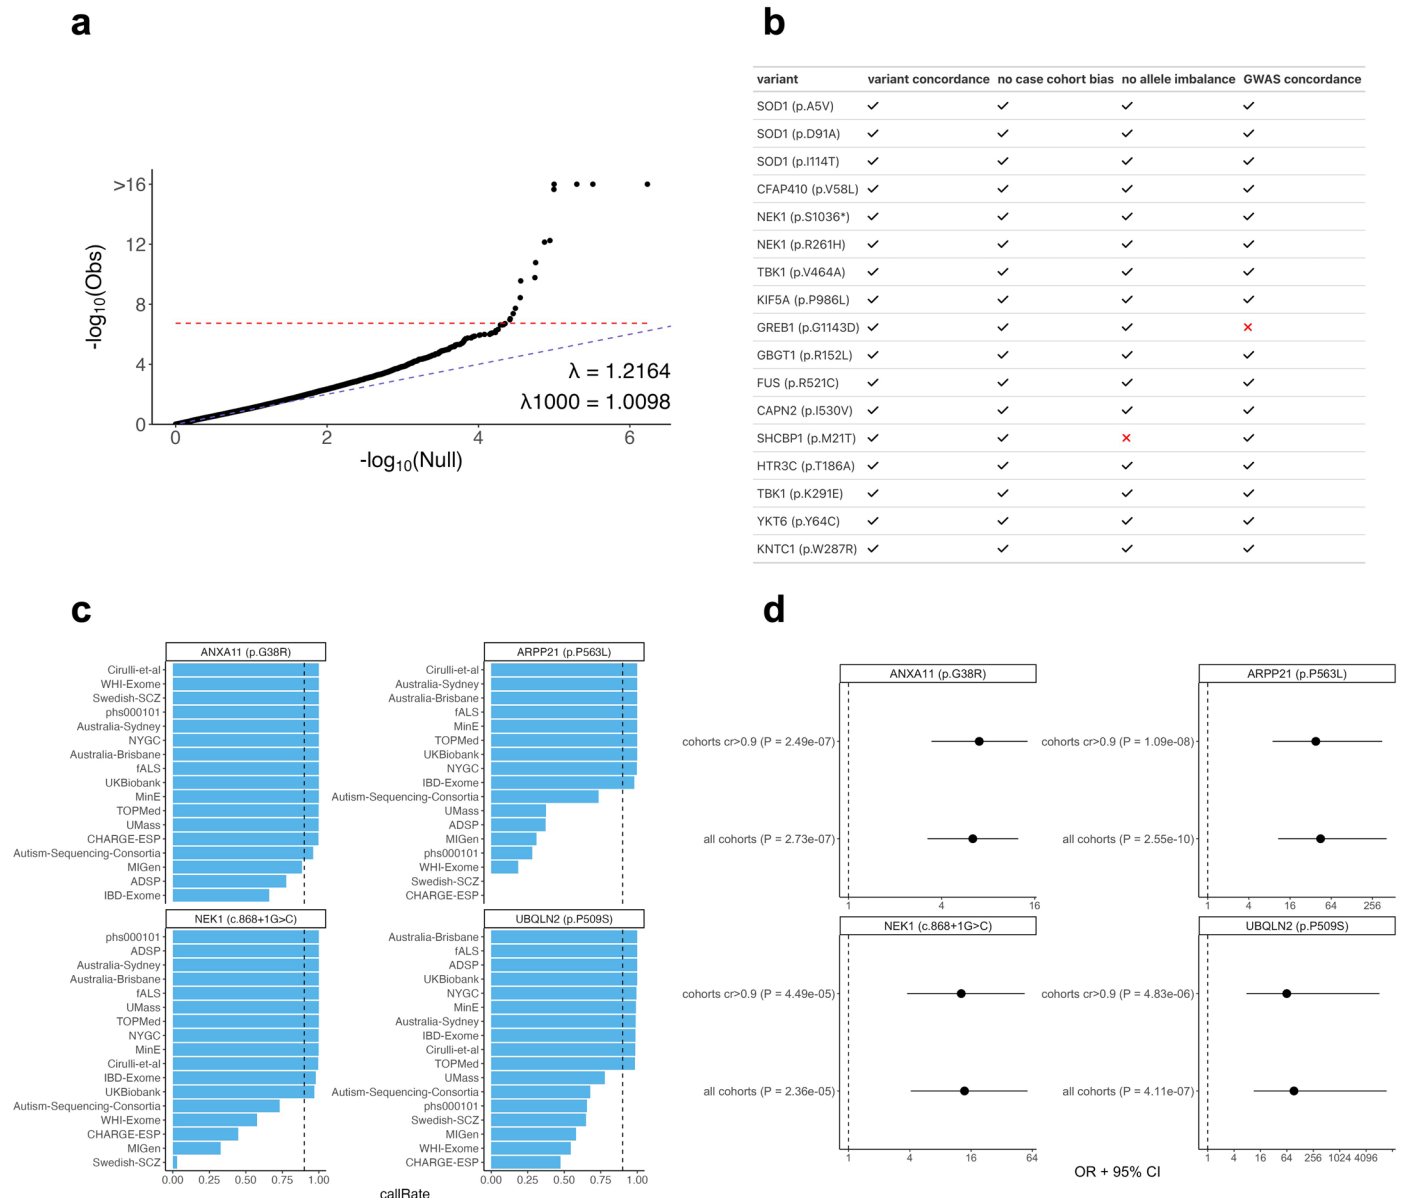 a
>16
12
8
4
0
-log10(Obs)
λ = 1.2164
λ1000 = 1.0098
0 2 4 6
-log10(Null)
b
variant variant concordance no case cohort bias no allele imbalance GWAS concordance
SOD1 (p.A5V) ✓ ✓ ✓ ✓
SOD1 (p.D91A) ✓ ✓ ✓ ✓
SOD1 (p.I114T) ✓ ✓ ✓ ✓
CFAP410 (p.V58L) ✓ ✓ ✓ ✓
NEK1 (p.S1036*) ✓ ✓ ✓ ✓
NEK1 (p.R261H) ✓ ✓ ✓ ✓
TBK1 (p.V464A) ✓ ✓ ✓ ✓
KIF5A (p.P986L) ✓ ✓ ✓ ✓
GREB1 (p.G1143D) ✓ ✓ ✓ ✕
GBGT1 (p.R152L) ✓ ✓ ✓ ✓
FUS (p.R521C) ✓ ✓ ✓ ✓
CAPN2 (p.I530V) ✓ ✓ ✓ ✓
SHCBP1 (p.M21T) ✓ ✓ ✕ ✓
HTR3C (p.T186A) ✓ ✓ ✓ ✓
TBK1 (p.K291E) ✓ ✓ ✓ ✓
YKT6 (p.Y64C) ✓ ✓ ✓ ✓
KNTC1 (p.W287R) ✓ ✓ ✓ ✓
c
ANXA11 (p.G38R)
Cirulli-et-al
WHI-Exome
Swedish-SCZ
phs000101
Australia-Sydney
NYGC
Australia-Brisbane
fALS
UKBiobank
MinE
TOPMed
UMass
CHARGE-ESP
Autism-Sequencing-Consortia
MIGen
ADSP
IBD-Exome
ARPP21 (p.P563L)
Cirulli-et-al
Australia-Sydney
Australia-Brisbane
fALS
MinE
TOPMed
UKBiobank
NYGC
IBD-Exome
Autism-Sequencing-Consortia
UMass
ADSP
MIGen
phs000101
WHI-Exome
Swedish-SCZ
CHARGE-ESP
NEK1 (c.868+1G>C)
phs000101
ADSP
Australia-Sydney
Australia-Brisbane
fALS
UMass
TOPMed
NYGC
MinE
Cirulli-et-al
IBD-Exome
UKBiobank
Autism-Sequencing-Consortia
WHI-Exome
CHARGE-ESP
MIGen
Swedish-SCZ
0.00 0.25 0.50 0.75 1.00
UBQLN2 (p.P509S)
Australia-Brisbane
fALS
ADSP
UKBiobank
NYGC
MinE
Australia-Sydney
IBD-Exome
Cirulli-et-al
TOPMed
UMass
Autism-Sequencing-Consortia
phs000101
Swedish-SCZ
MIGen
WHI-Exome
CHARGE-ESP
0.00 0.25 0.50 0.75 1.00
callRate
d
ANXA11 (p.G38R)
cohorts cr>0.9 (P = 2.49e-07)
all cohorts (P = 2.73e-07)
1 4 16
ARPP21 (p.P563L)
cohorts cr>0.9 (P = 1.09e-08)
all cohorts (P = 2.55e-10)
1 4 16 64 256
NEK1 (c.868+1G>C)
cohorts cr>0.9 (P = 4.49e-05)
all cohorts (P = 2.36e-05)
1 4 16 64
UBQLN2 (p.P509S)
cohorts cr>0.9 (P = 4.83e-06)
all cohorts (P = 4.11e-07)
1 4 16 64 256 1024 4096
OR + 95% CI